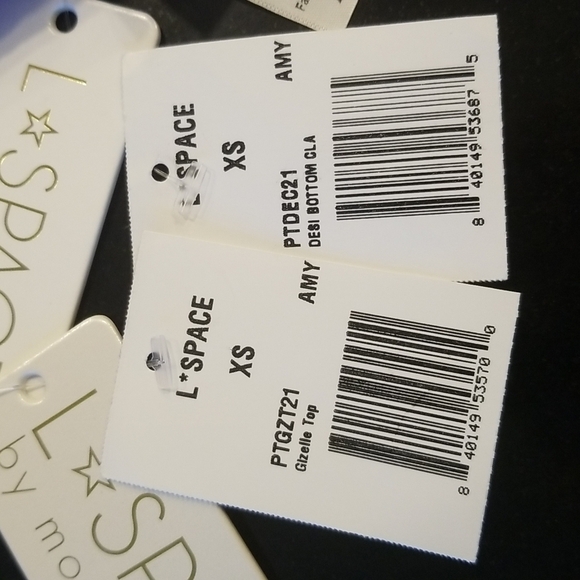 L☆SPACE
L*SPACE
XS
AMY
PTDEC21
DESI BOTTOM CLA
8 40149 53687 5
L☆SP
by mo
L*SPACE
XS
AMY
PTGZT21
Gizelle Top
8 40149 53570 0